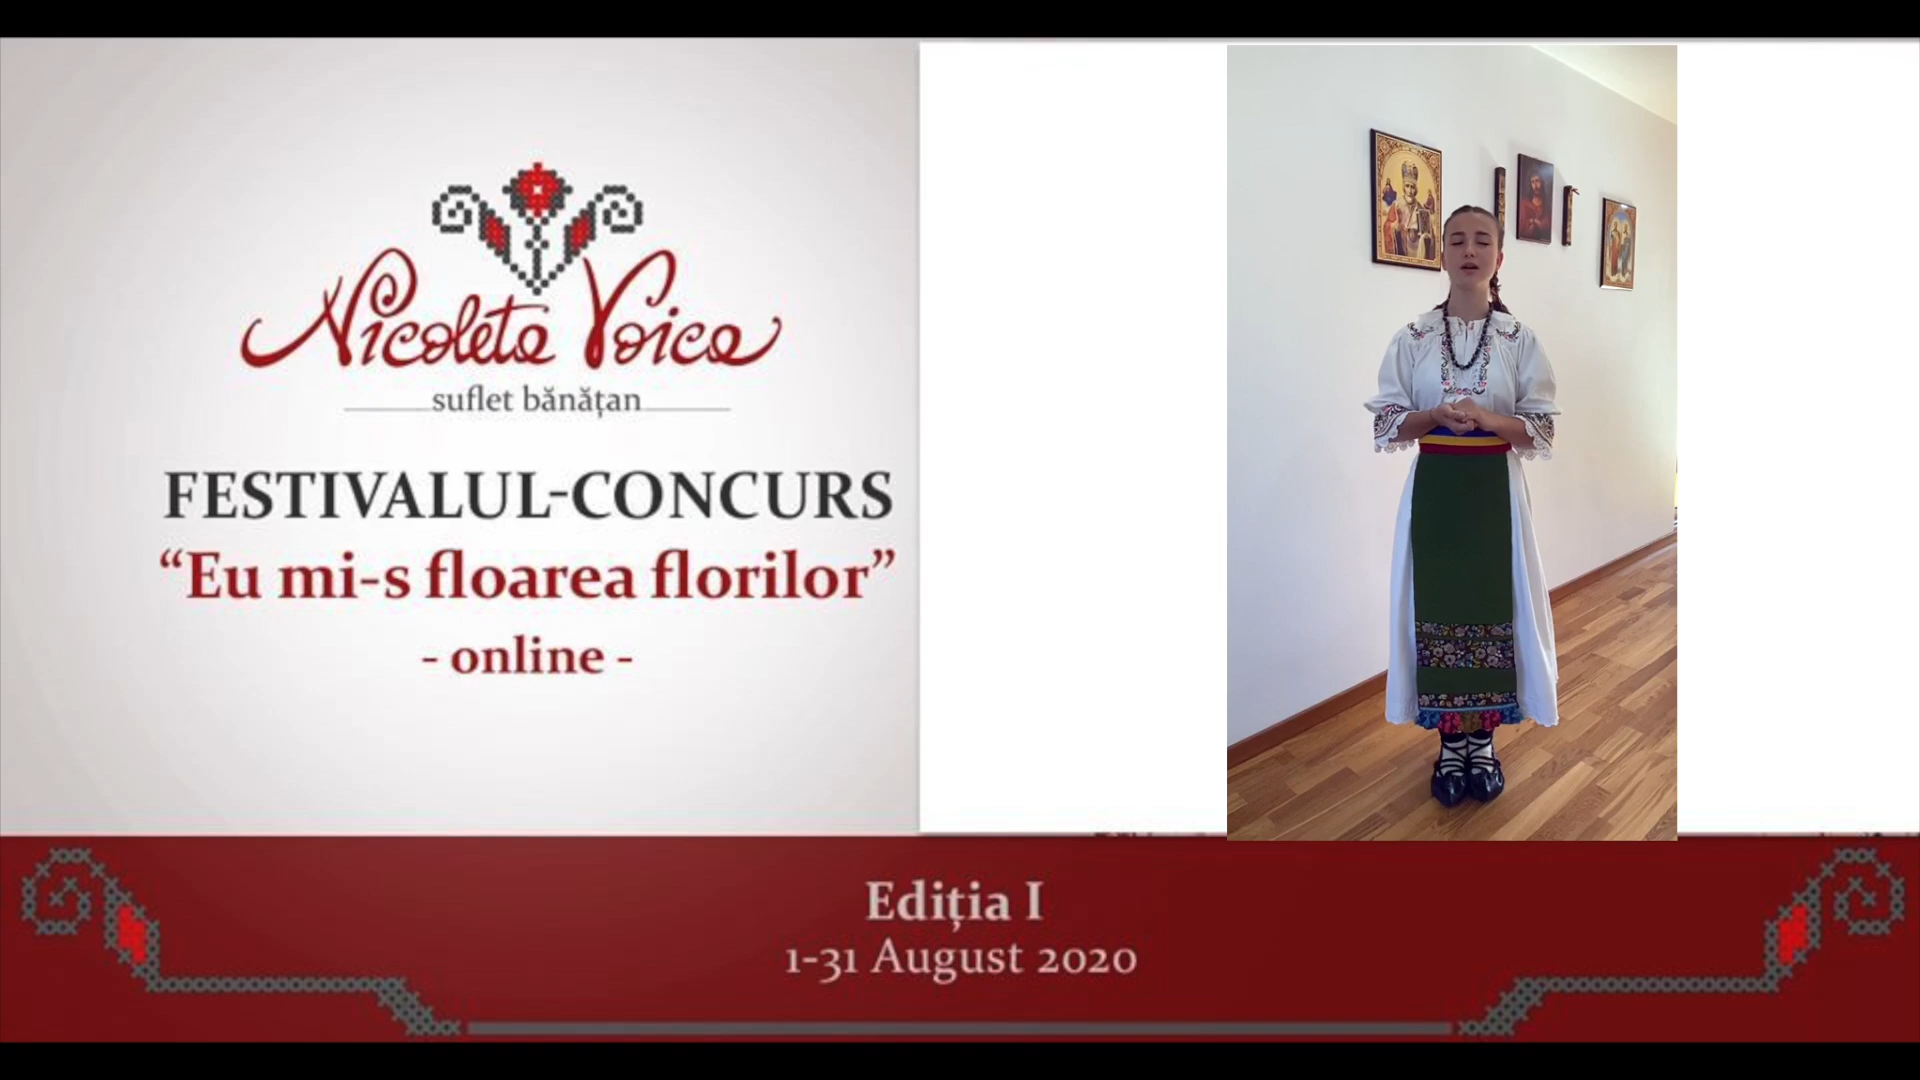 Nicoleta Voica
suflet bănățan
FESTIVALUL-CONCURS
“Eu mi-s floarea florilor”
- online -
Ediția I
1-31 August 2020